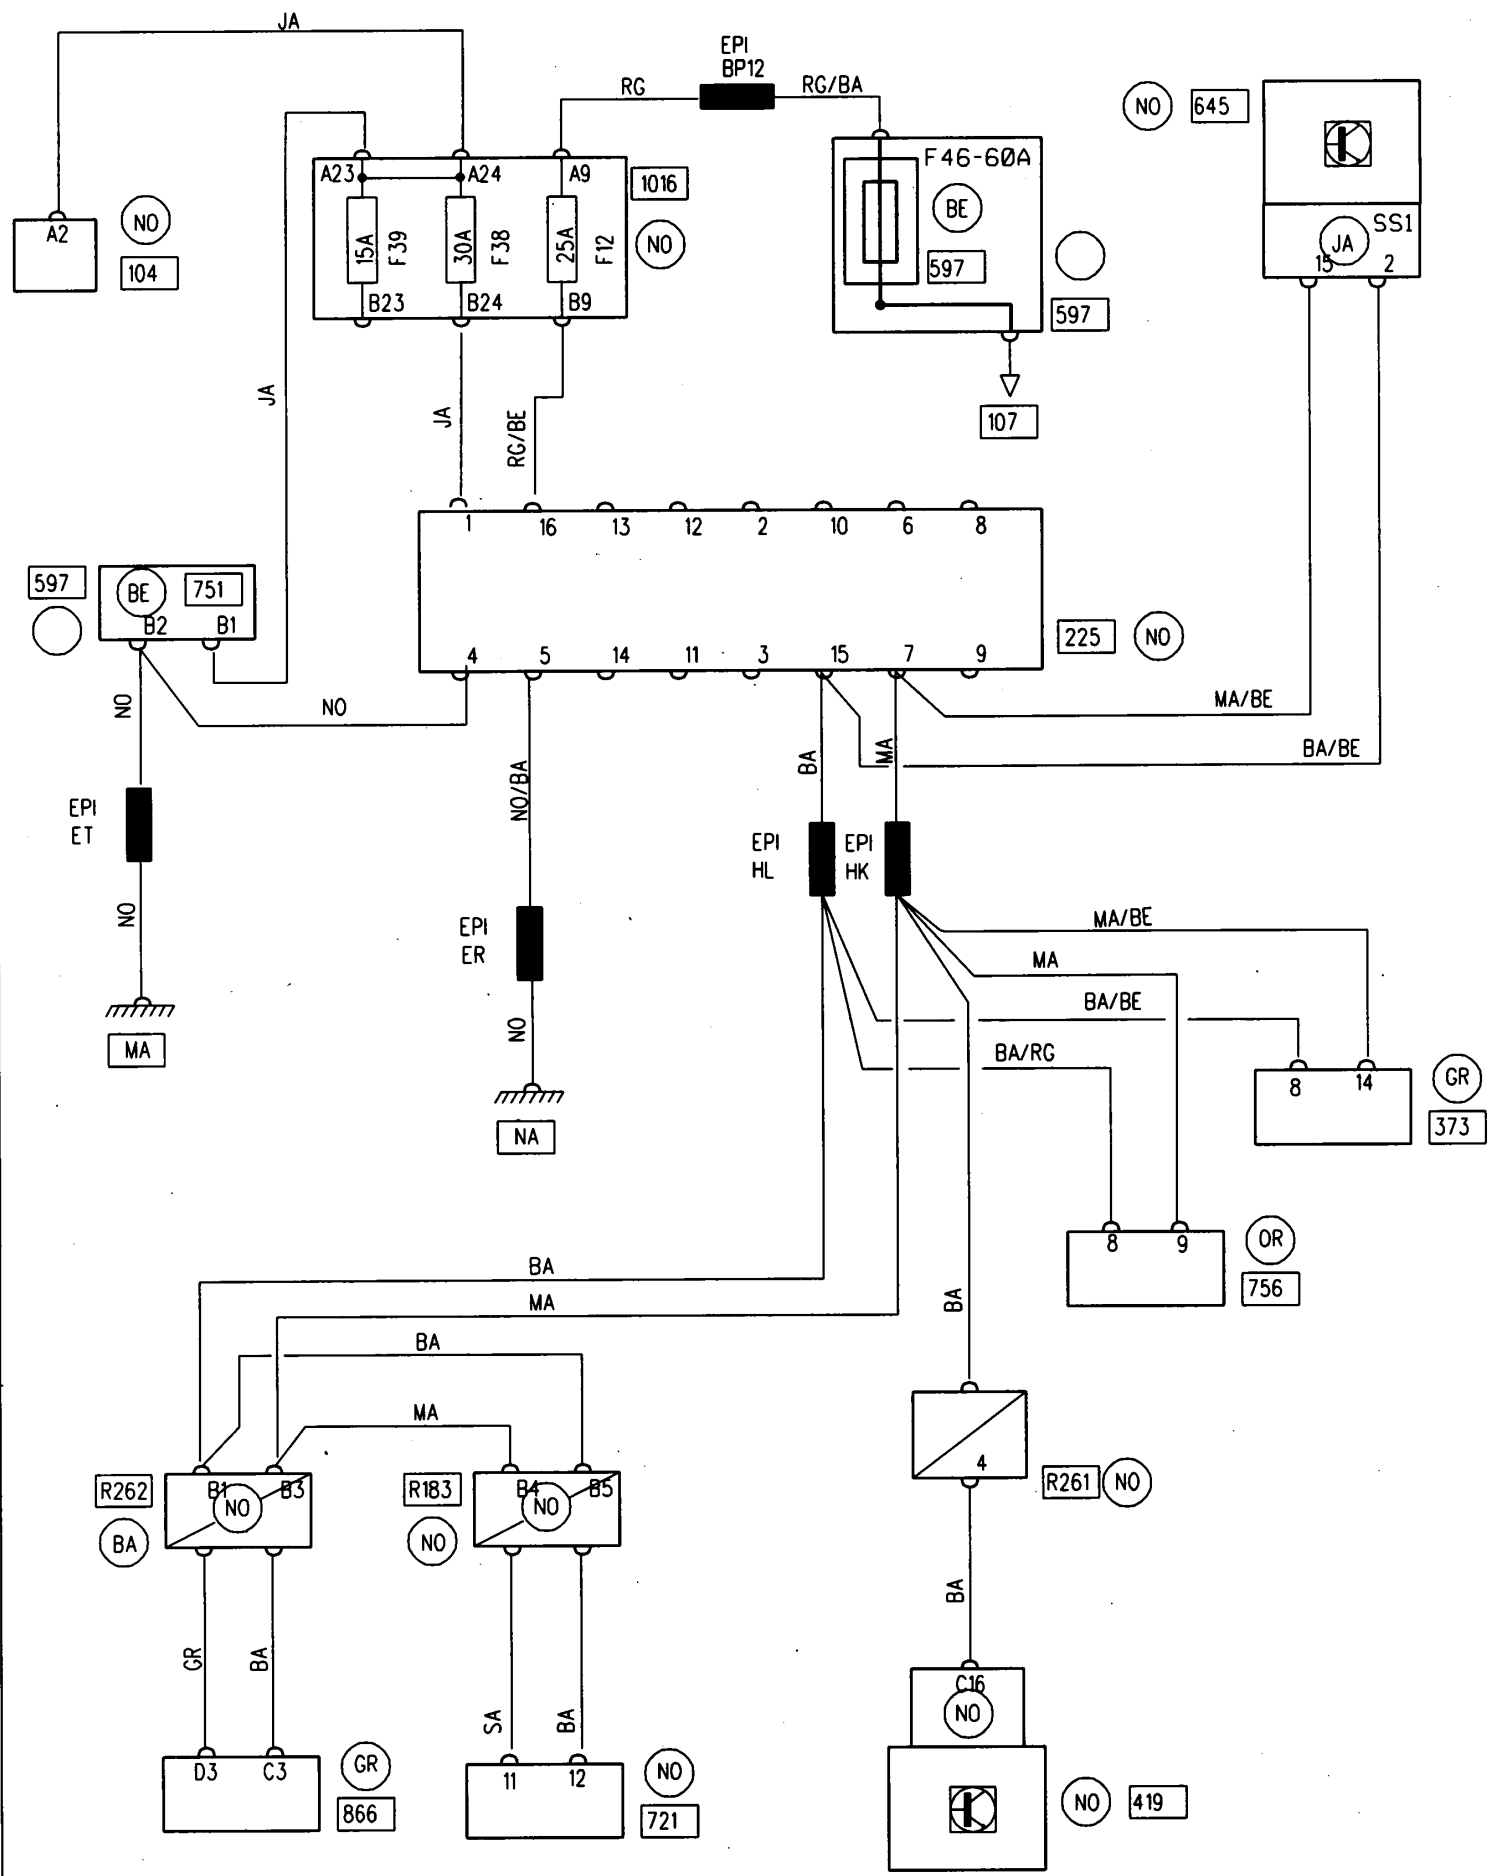 JA
EPI
BP12
RG
RG/BA
NO
645
A23
A24
A9
1016
F46-60A
BE
A2
NO
104
15A
F39
30A
F38
25A
F12
NO
597
JA
SS1
15
2
B23
B24
B9
597
107
JA
JA
RG/BE
1
16
13
12
2
10
6
8
597
BE
751
B2
B1
225
NO
4
5
14
11
3
15
7
9
NO
NO
MA/BE
BA
MA
BA/BE
NO/BA
EPI
ET
EPI
HL
EPI
HK
NO
EPI
ER
MA/BE
MA
BA/BE
NO
BA/RG
MA
8
14
GR
373
NA
8
9
OR
756
BA
MA
BA
BA
MA
R262
B1
B3
NO
BA
R183
B4
B5
NO
NO
4
R261
NO
BA
GR
BA
SA
BA
C16
NO
D3
C3
GR
866
11
12
NO
721
NO
419